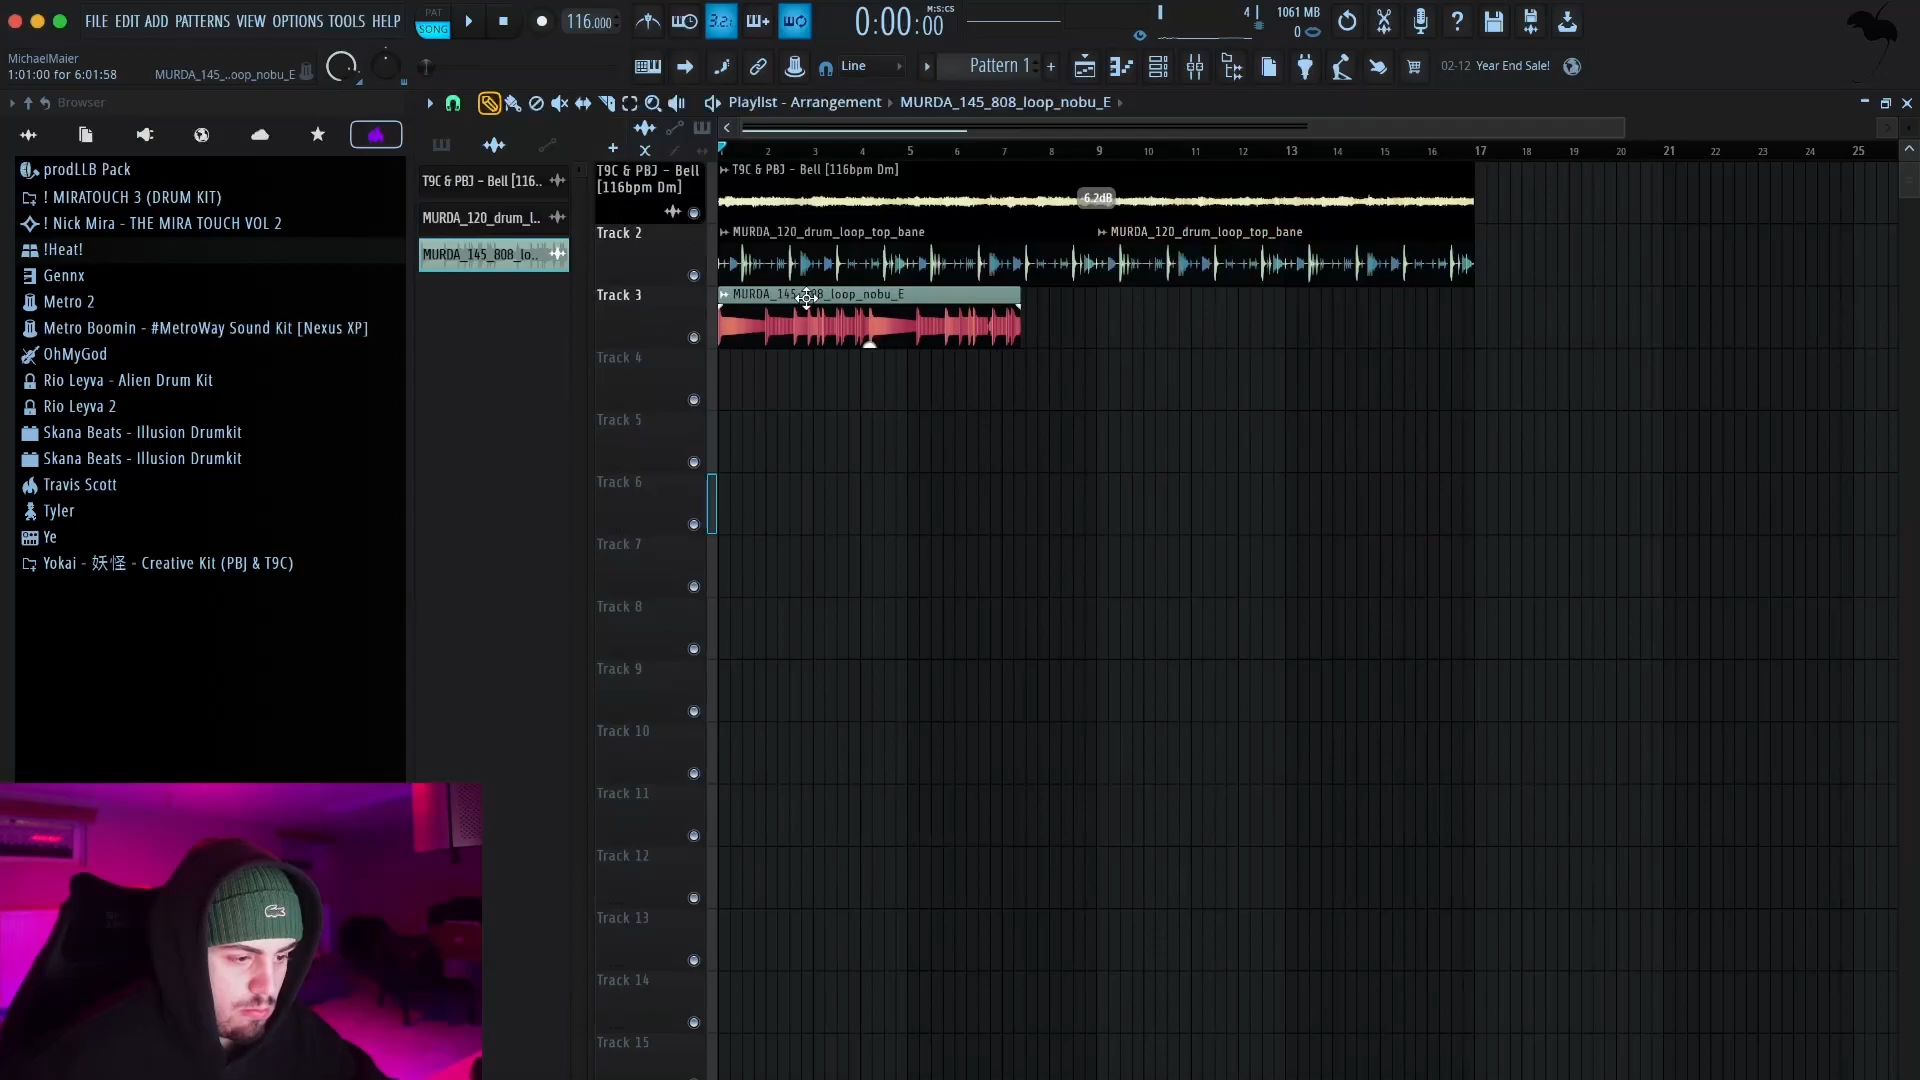 FILE EDIT ADD PATTERNS VIEW OPTIONS TOOLS HELP
PAT
SONG
116.000
3.2.
0:00:00
M:S:CS
4
1061 MB
0
MichaelMaier
1:01:00 for 6:01:58
MURDA_145_..oop_nobu_E
Line
Pattern 1
02-12 Year End Sale!
Browser
Playlist - Arrangement
MURDA_145_808_loop_nobu_E
prodLLB Pack
! MIRATOUCH 3 (DRUM KIT)
! Nick Mira - THE MIRA TOUCH VOL 2
!Heat!
Gennx
Metro 2
Metro Boomin - #MetroWay Sound Kit [Nexus XP]
OhMyGod
Rio Leyva - Alien Drum Kit
Rio Leyva 2
Skana Beats - Illusion Drumkit
Skana Beats - Illusion Drumkit
Travis Scott
Tyler
Ye
Yokai - 妖怪 - Creative Kit (PBJ & T9C)
T9C & PBJ - Bell [116..
MURDA_120_drum_l..
MURDA_145_808_lo..
2 3 4 5 6 7 8 9 10 11 12 13 14 15 16 17 18 19 20 21 22 23 24 25
T9C & PBJ - Bell
[116bpm Dm]
T9C & PBJ - Bell [116bpm Dm]
-6.2dB
Track 2
MURDA_120_drum_loop_top_bane
MURDA_120_drum_loop_top_bane
Track 3
MURDA_145_808_loop_nobu_E
Track 4
Track 5
Track 6
Track 7
Track 8
Track 9
Track 10
Track 11
Track 12
Track 13
Track 14
Track 15